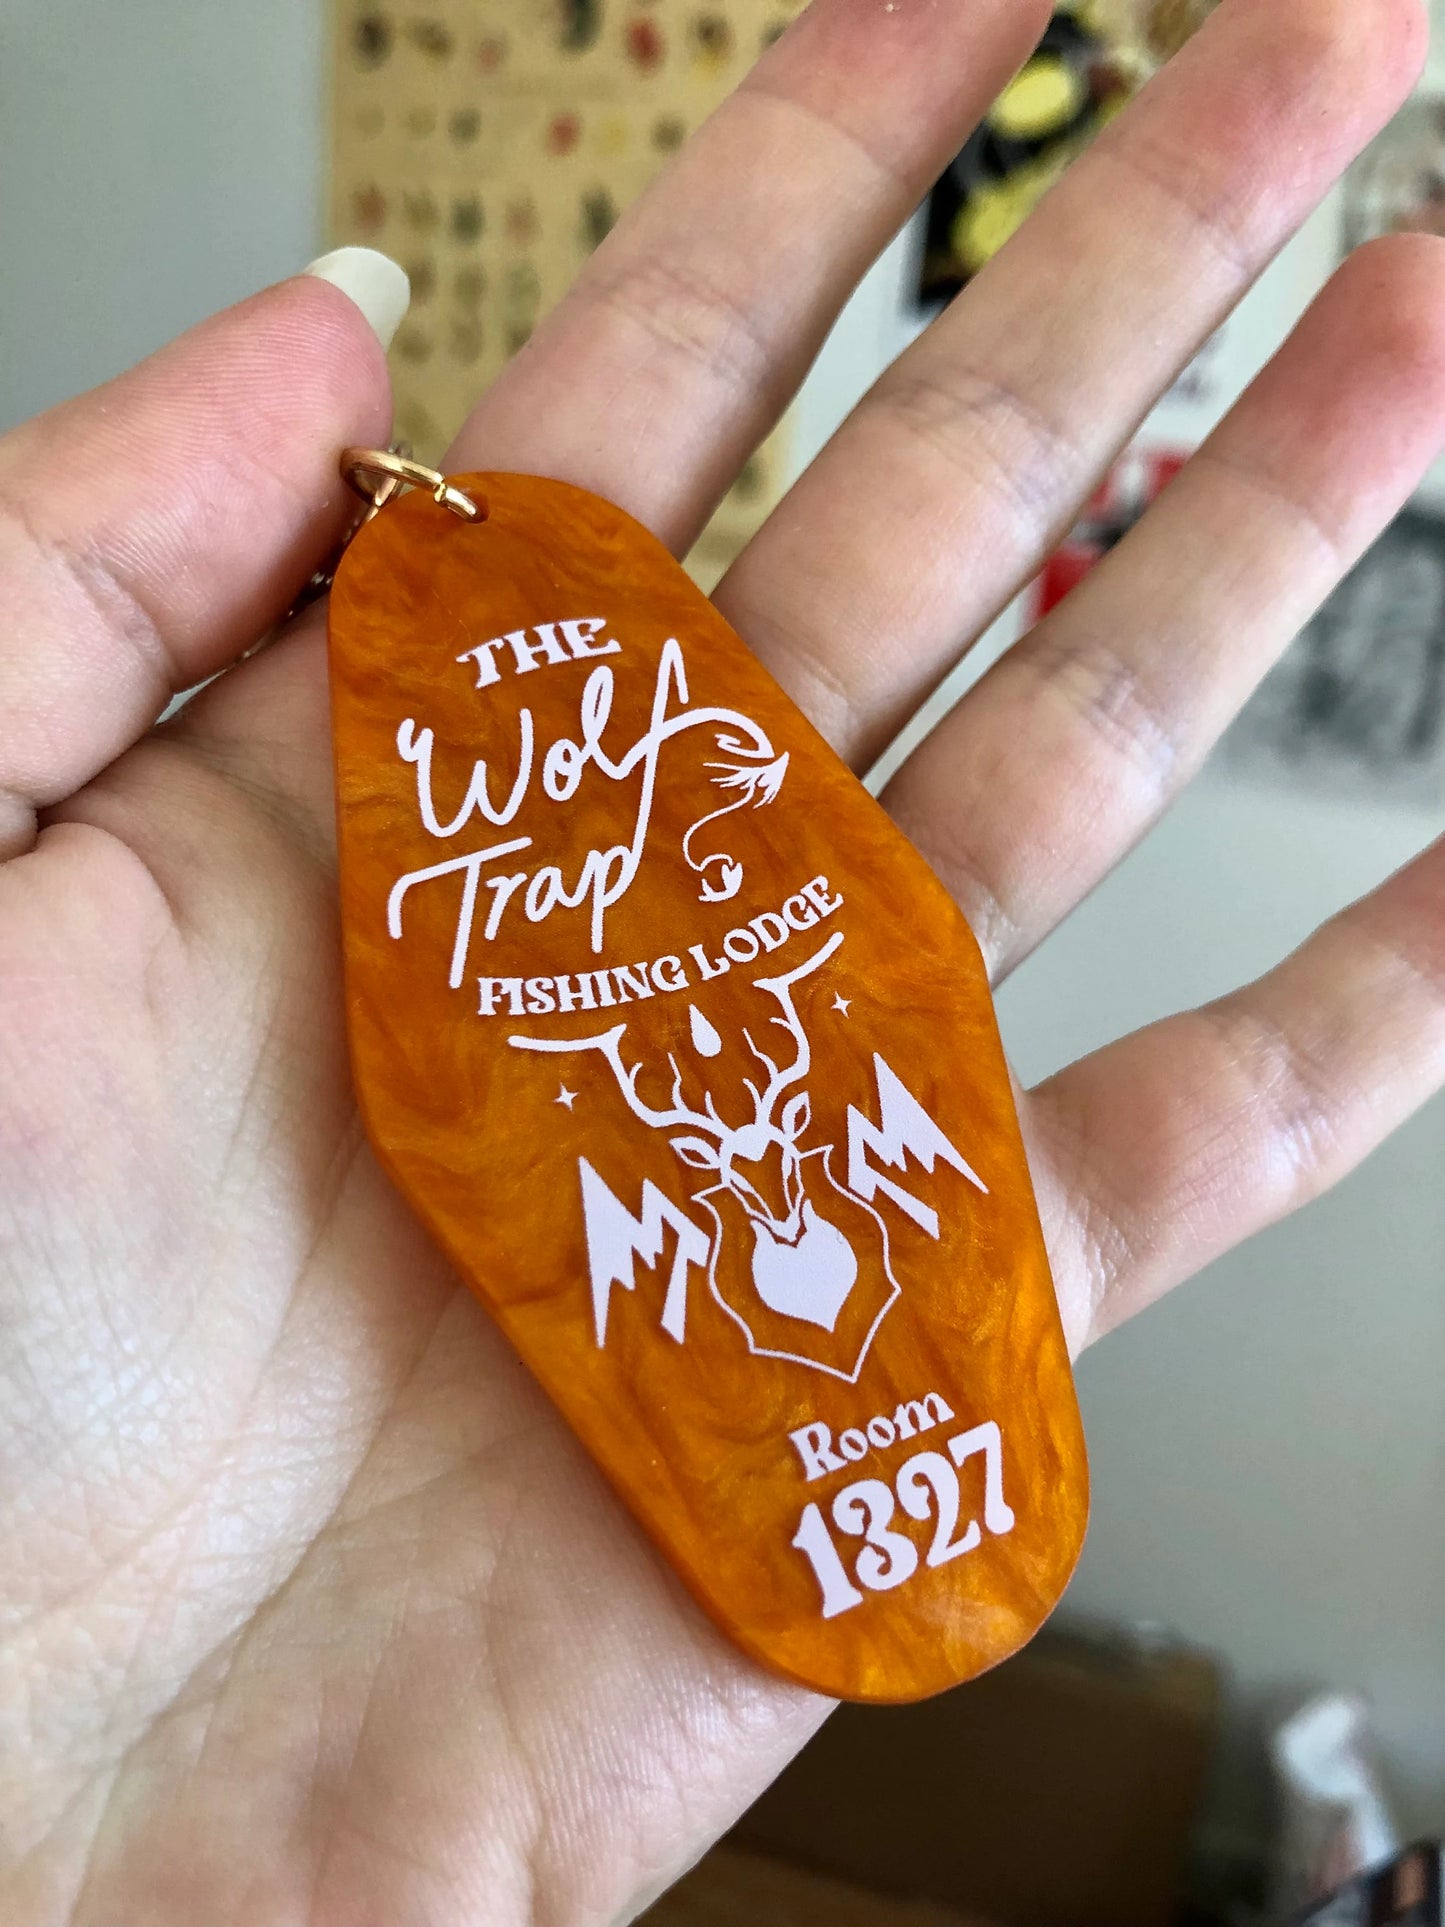 THE
Wolf
Trap
FISHING LODGE
Room
1327